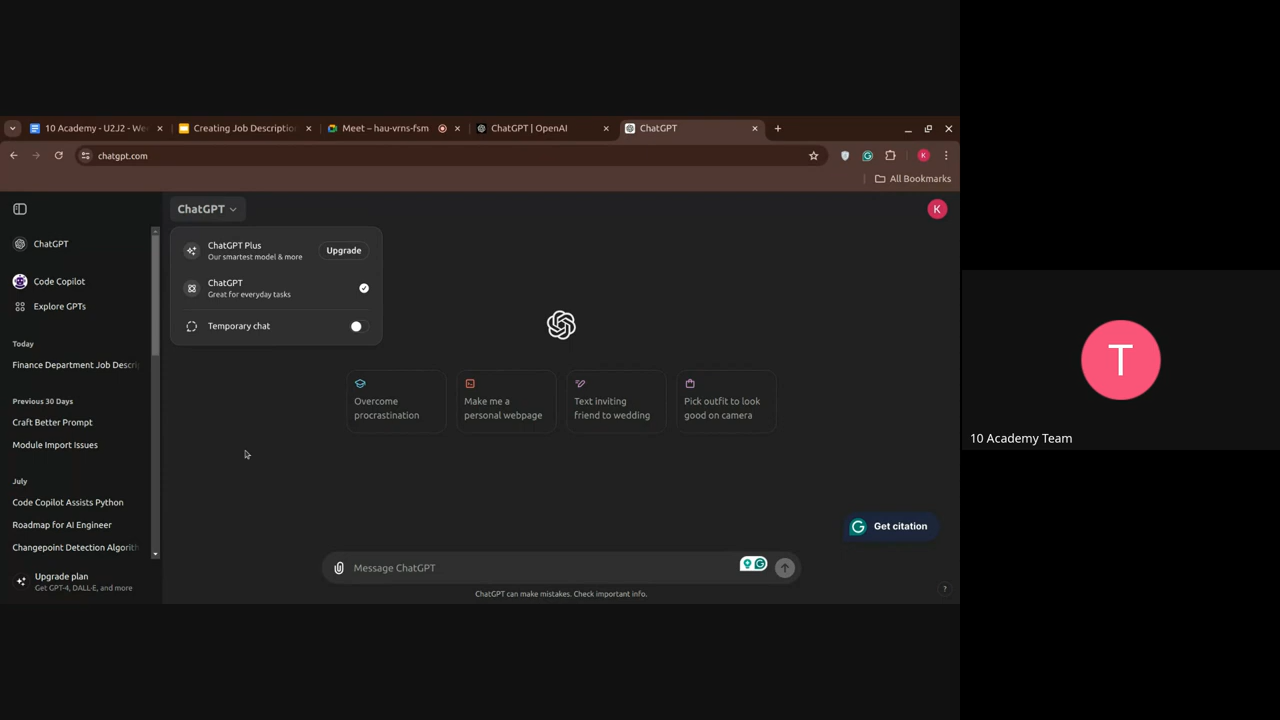 10 Academy - U2J2 - We
Creating Job Description
Meet – hau-vrns-fsm
ChatGPT | OpenAI
ChatGPT
chatgpt.com
K
All Bookmarks
ChatGPT
K
ChatGPT
Code Copilot
Explore GPTs
Today
Finance Department Job Descri
Previous 30 Days
Craft Better Prompt
Module Import Issues
July
Code Copilot Assists Python
Roadmap for AI Engineer
Changepoint Detection Algorith
Upgrade plan
Get GPT-4, DALL·E, and more
ChatGPT Plus
Our smartest model & more
Upgrade
ChatGPT
Great for everyday tasks
Temporary chat
Overcome
procrastination
Make me a
personal webpage
Text inviting
friend to wedding
Pick outfit to look
good on camera
Get citation
Message ChatGPT
ChatGPT can make mistakes. Check important info.
?
T
10 Academy Team